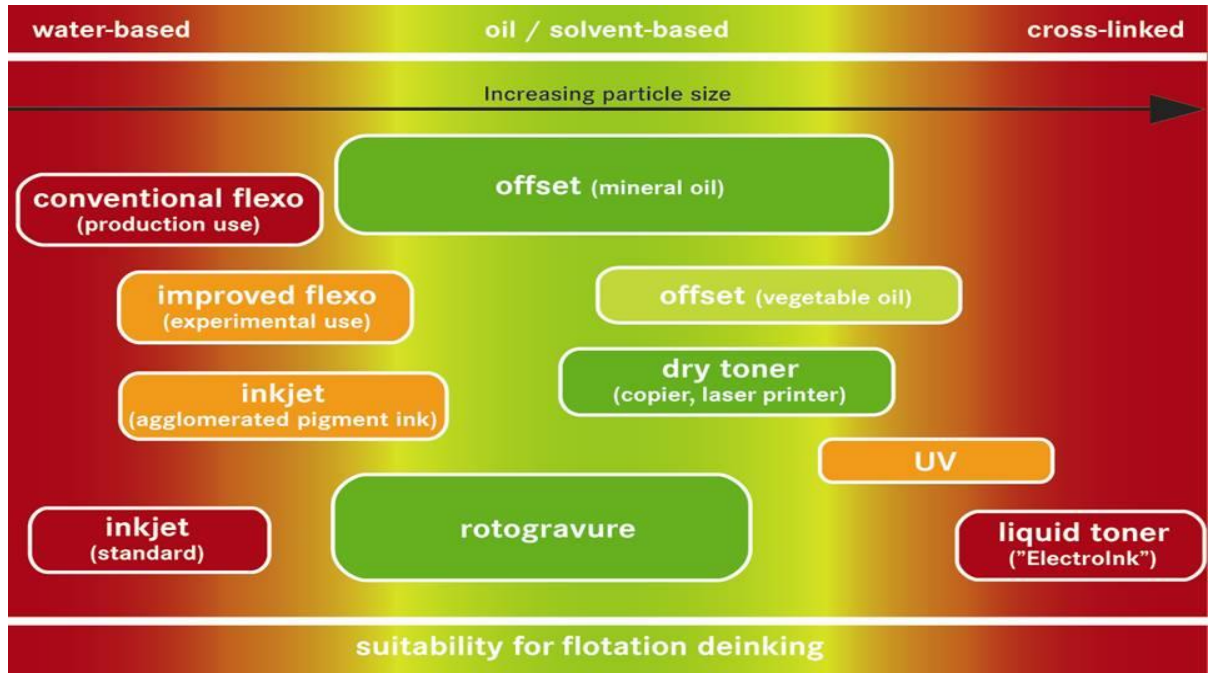 water-based
oil / solvent-based
cross-linked
Increasing particle size
offset (mineral oil)
conventional flexo
(production use)
improved flexo
(experimental use)
offset (vegetable oil)
dry toner
(copier, laser printer)
inkjet
(agglomerated pigment ink)
UV
rotogravure
inkjet
(standard)
liquid toner
("ElectroInk")
suitability for flotation deinking